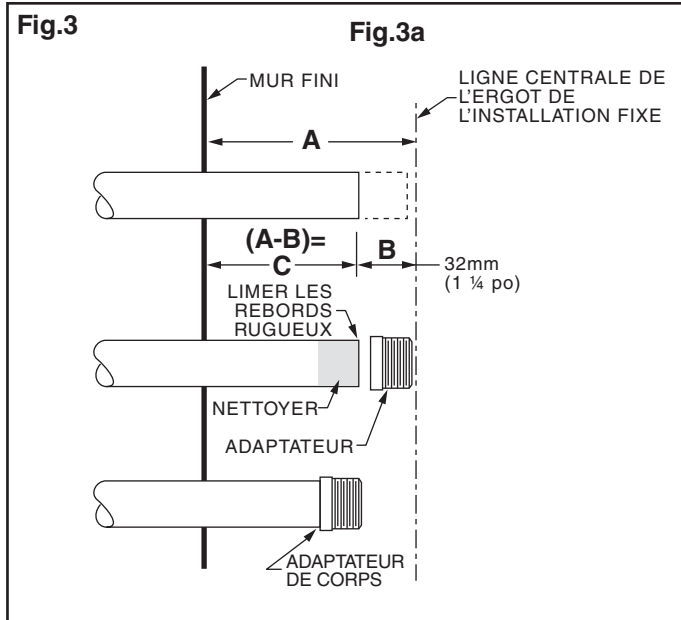 Fig.3
Fig.3a
MUR FINI
LIGNE CENTRALE DE
L'ERGOT DE
L'INSTALLATION FIXE
A
(A-B)=
C
B
32mm
(1 ¼ po)
LIMER LES
REBORDS
RUGUEUX
NETTOYER
ADAPTATEUR
ADAPTATEUR
DE CORPS